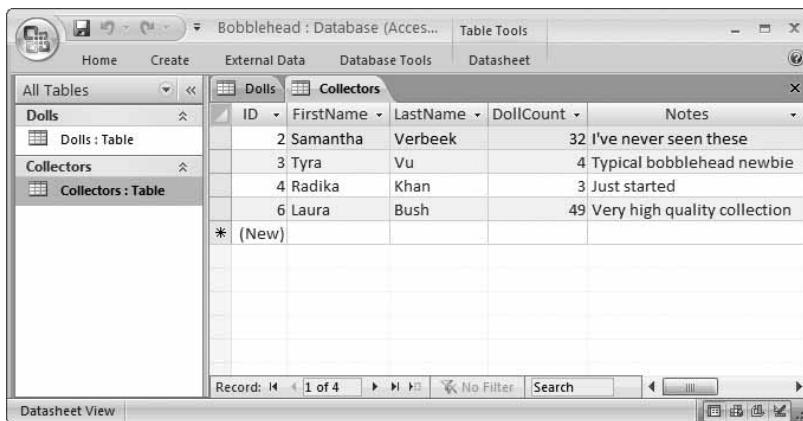 Bobblehead : Database (Acces... Table Tools
Home Create External Data Database Tools Datasheet
All Tables
Dolls Collectors
Dolls
Dolls : Table
Collectors
Collectors : Table
ID FirstName LastName DollCount Notes
2 Samantha Verbeek 32 I've never seen these
3 Tyra Vu 4 Typical bobblehead newbie
4 Radika Khan 3 Just started
6 Laura Bush 49 Very high quality collection
(New)
Record: 1 of 4 No Filter Search
Datasheet View